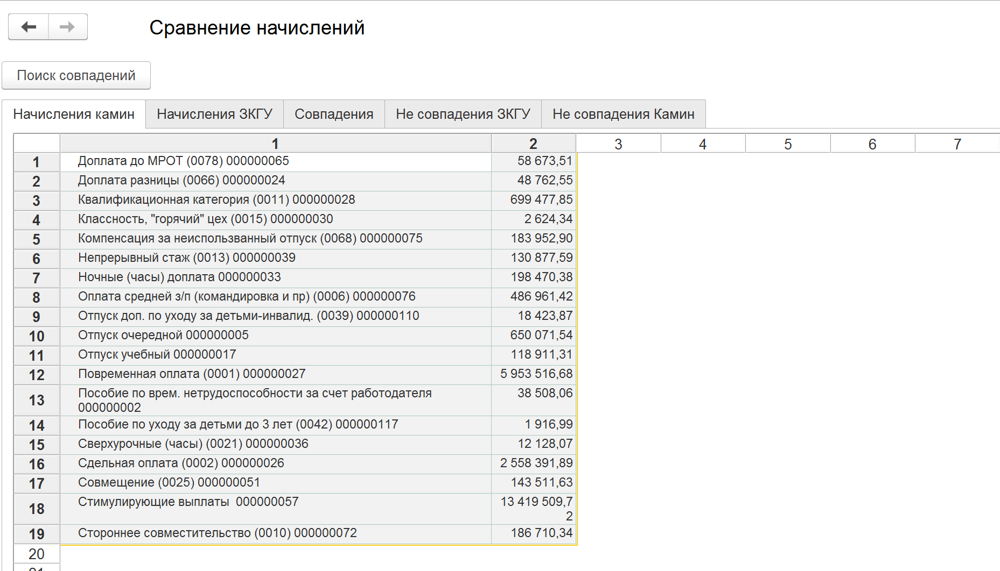 Сравнение начислений
Поиск совпадений
Начисления камин Начисления ЗКГУ Совпадения Не совпадения ЗКГУ Не совпадения Камин
1 2 3 4 5 6 7
1 Доплата до МРОТ (0078) 000000065 58 673,51
2 Доплата разницы (0066) 000000024 48 762,55
3 Квалификационная категория (0011) 000000028 699 477,85
4 Классность, "горячий" цех (0015) 000000030 2 624,34
5 Компенсация за неиспользванный отпуск (0068) 000000075 183 952,90
6 Непрерывный стаж (0013) 000000039 130 877,59
7 Ночные (часы) доплата 000000033 198 470,38
8 Оплата средней з/п (командировка и пр) (0006) 000000076 486 961,42
9 Отпуск доп. по уходу за детьми-инвалид. (0039) 000000110 18 423,87
10 Отпуск очередной 000000005 650 071,54
11 Отпуск учебный 000000017 118 911,31
12 Повременная оплата (0001) 000000027 5 953 516,68
13 Пособие по врем. нетрудоспособности за счет работодателя 38 508,06
000000002
14 Пособие по уходу за детьми до 3 лет (0042) 000000117 1 916,99
15 Сверхурочные (часы) (0021) 000000036 12 128,07
16 Сдельная оплата (0002) 000000026 2 558 391,89
17 Совмещение (0025) 000000051 143 511,63
18 Стимулирующие выплаты  000000057 13 419 509,7
2
19 Стороннее совместительство (0010) 000000072 186 710,34
20
21